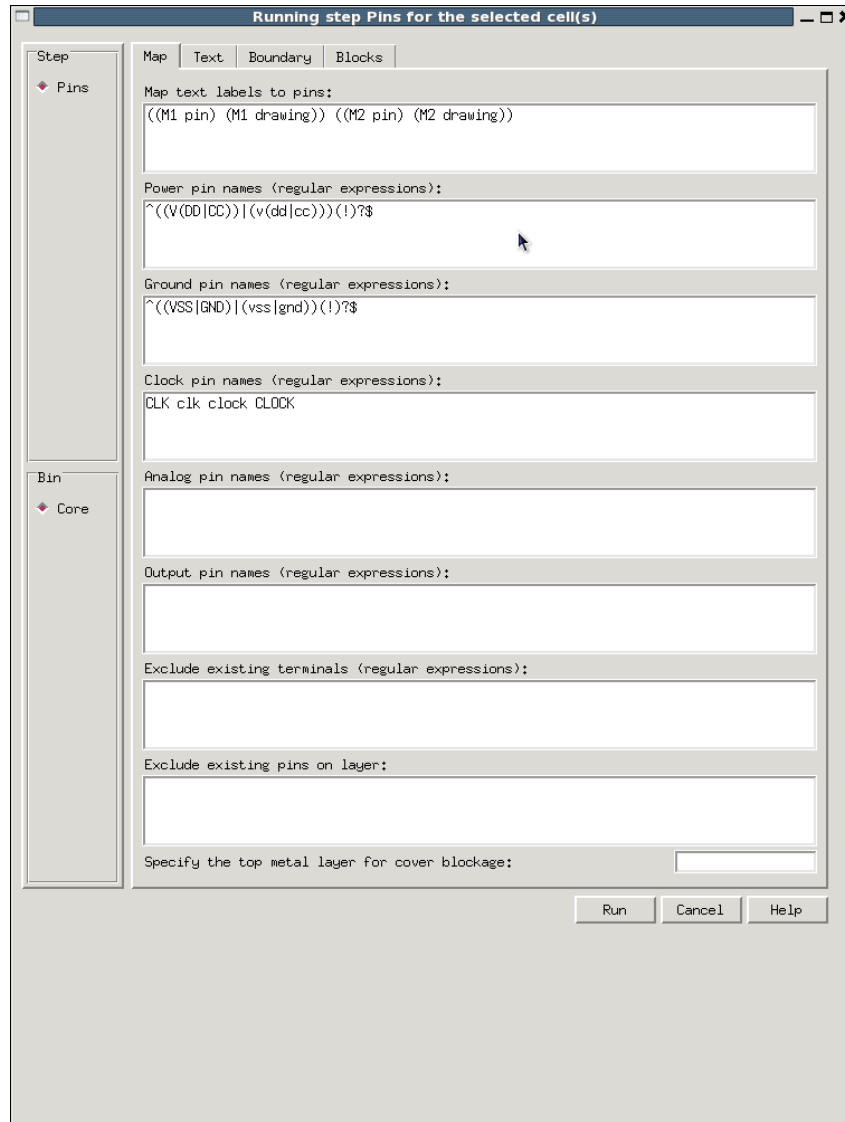 Running step Pins for the selected cell(s)
Step
Pins
Bin
Core
Map Text Boundary Blocks
Map text labels to pins:
((M1 pin) (M1 drawing)) ((M2 pin) (M2 drawing))
Power pin names (regular expressions):
^((V(DD|CC))|(v(dd|cc)))(!)?$
Ground pin names (regular expressions):
^((VSS|GND)|(vss|gnd))(!)?$
Clock pin names (regular expressions):
CLK clk clock CLOCK
Analog pin names (regular expressions):
Output pin names (regular expressions):
Exclude existing terminals (regular expressions):
Exclude existing pins on layer:
Specify the top metal layer for cover blockage:
Run Cancel Help